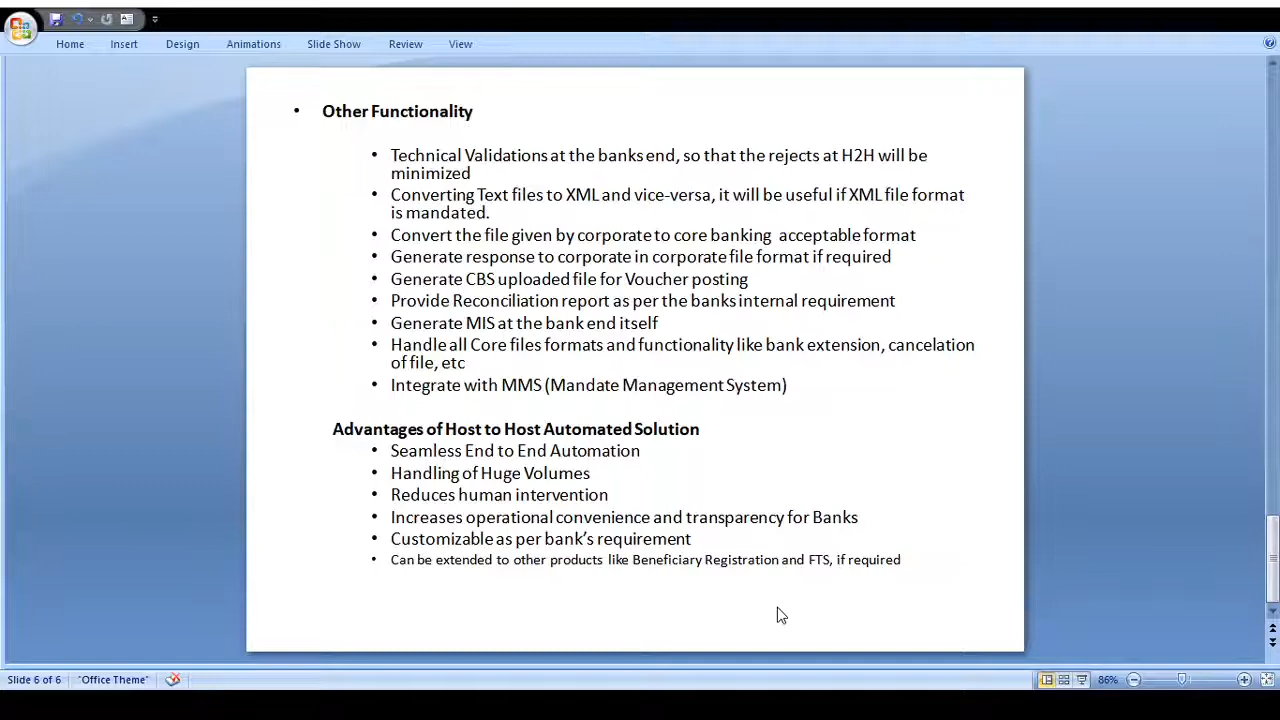 Home Insert Design Animations Slide Show Review View
• Other Functionality
• Technical Validations at the banks end, so that the rejects at H2H will be
minimized
• Converting Text files to XML and vice-versa, it will be useful if XML file format
is mandated.
• Convert the file given by corporate to core banking acceptable format
• Generate response to corporate in corporate file format if required
• Generate CBS uploaded file for Voucher posting
• Provide Reconciliation report as per the banks internal requirement
• Generate MIS at the bank end itself
• Handle all Core files formats and functionality like bank extension, cancelation
of file, etc
• Integrate with MMS (Mandate Management System)
Advantages of Host to Host Automated Solution
• Seamless End to End Automation
• Handling of Huge Volumes
• Reduces human intervention
• Increases operational convenience and transparency for Banks
• Customizable as per bank's requirement
• Can be extended to other products like Beneficiary Registration and FTS, if required
Slide 6 of 6 "Office Theme" 86%